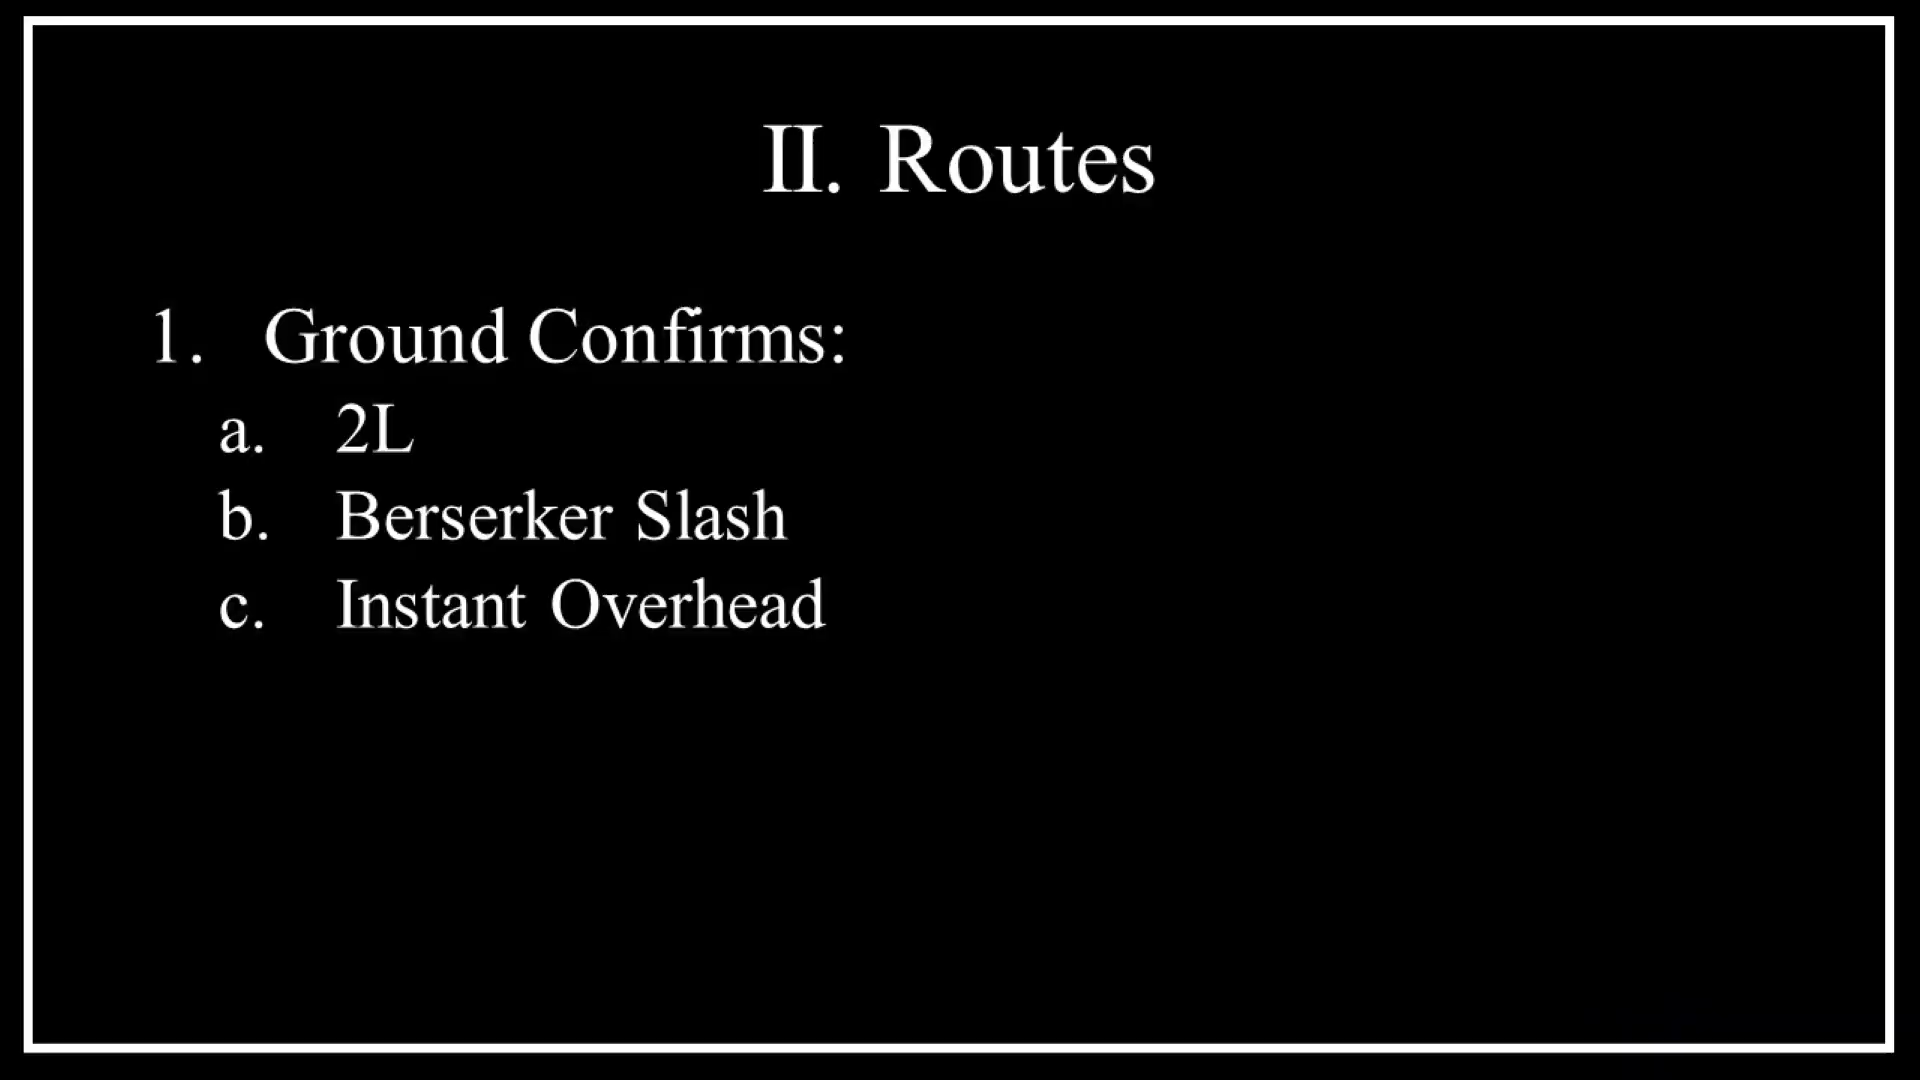 II. Routes
1. Ground Confirms:
a. 2L
b. Berserker Slash
c. Instant Overhead